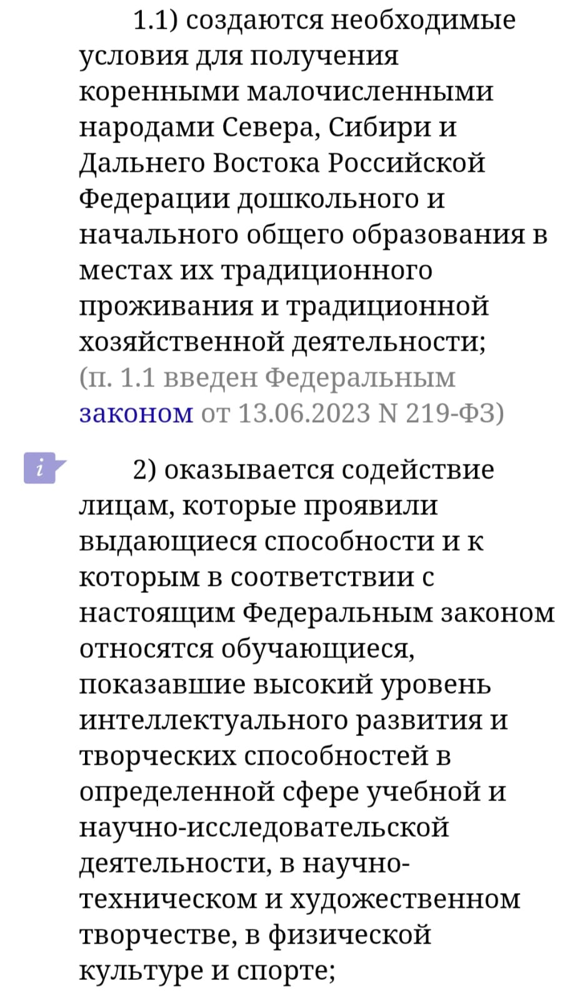 1.1) создаются необходимые
условия для получения
коренными малочисленными
народами Севера, Сибири и
Дальнего Востока Российской
Федерации дошкольного и
начального общего образования в
местах их традиционного
проживания и традиционной
хозяйственной деятельности;
(п. 1.1 введен Федеральным
законом от 13.06.2023 N 219-ФЗ)
i
2) оказывается содействие
лицам, которые проявили
выдающиеся способности и к
которым в соответствии с
настоящим Федеральным законом
относятся обучающиеся,
показавшие высокий уровень
интеллектуального развития и
творческих способностей в
определенной сфере учебной и
научно-исследовательской
деятельности, в научно-
техническом и художественном
творчестве, в физической
культуре и спорте;